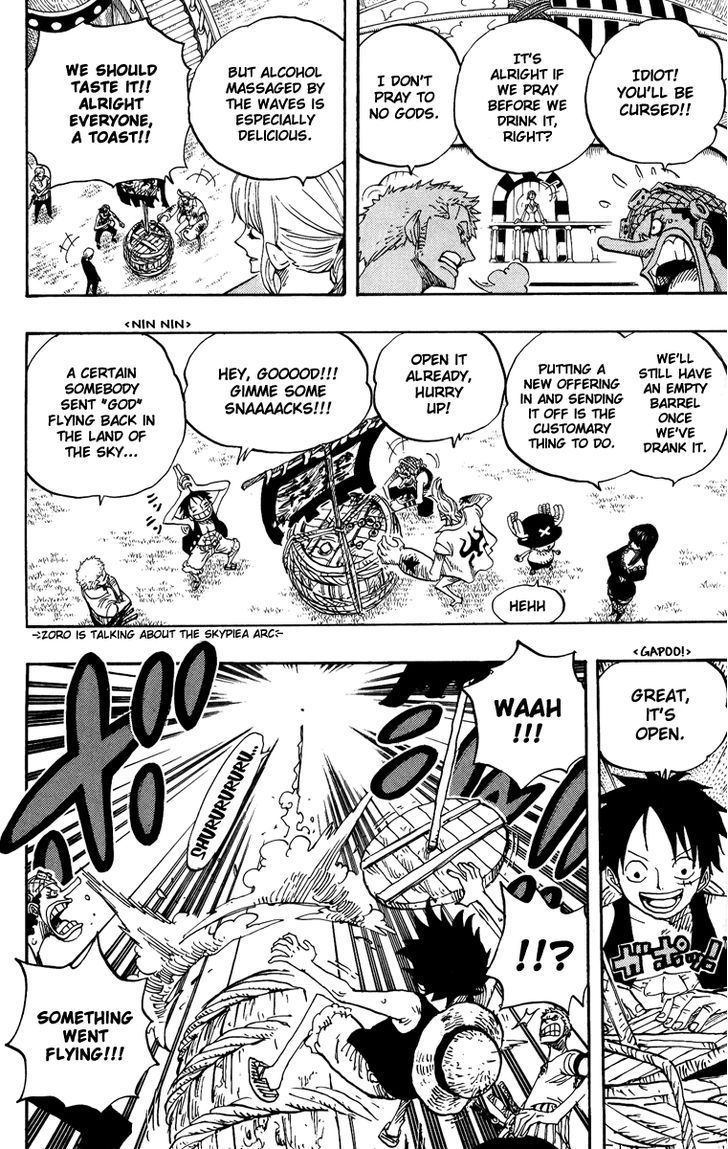 IDIOT!
YOU'LL BE
CURSED!!
IT'S
ALRIGHT IF
WE PRAY
BEFORE WE
DRINK IT,
RIGHT?
I DON'T
PRAY TO
NO GODS.
BUT ALCOHOL
MASSAGED BY
THE WAVES IS
ESPECIALLY
DELICIOUS.
WE SHOULD
TASTE IT!!
ALRIGHT
EVERYONE,
A TOAST!!
WE'LL
STILL HAVE
AN EMPTY
BARREL
ONCE
WE'VE
DRANK IT.
PUTTING
A NEW OFFERING
IN AND SENDING
IT OFF IS THE
CUSTOMARY
THING TO DO.
OPEN IT
ALREADY,
HURRY
UP!
HEY, GOOOOD!!!
GIMME SOME
SNAAAACKS!!!
<NIN NIN>
A CERTAIN
SOMEBODY
SENT "GOD"
FLYING BACK IN
THE LAND OF
THE SKY...
HEHH
-:ZORO IS TALKING ABOUT THE SKYPIEA ARC:-
<GAPOO!>
GREAT,
IT'S
OPEN.
ガポッ!
WAAH
!!!
SHURURURURU...
!!?
SOMETHING
WENT
FLYING!!!